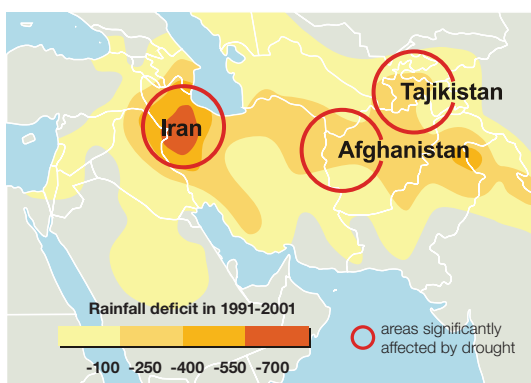 Tajikistan
Iran
Afghanistan
Rainfall deficit in 1991-2001
-100 -250 -400 -550 -700
areas significantly
affected by drought